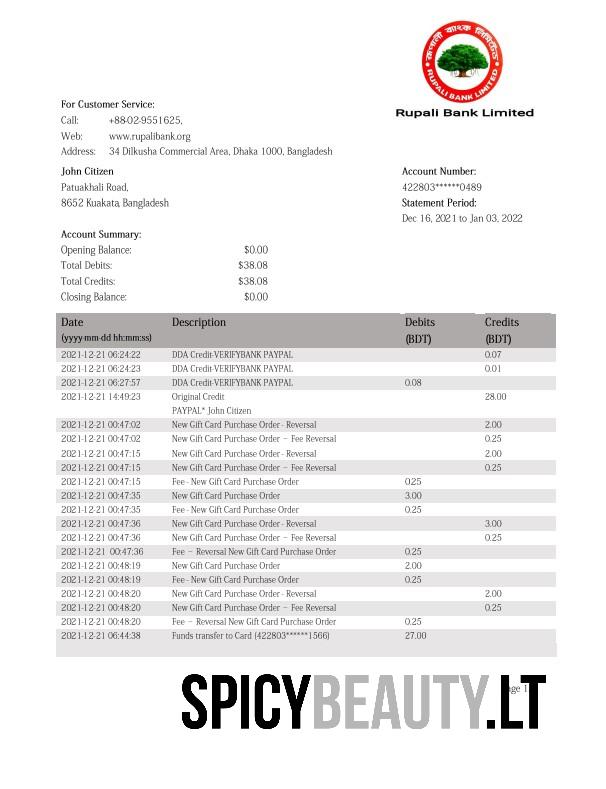 রূপালী ব্যাংক লিমিটেড
RUPALI BANK LIMITED
Rupali Bank Limited
For Customer Service:
Call: +88-02-9551625,
Web: www.rupalibank.org
Address: 34 Dilkusha Commercial Area, Dhaka 1000, Bangladesh
John Citizen
Patuakhali Road,
8652 Kuakata, Bangladesh
Account Number:
422803******0489
Statement Period:
Dec 16, 2021 to Jan 03, 2022
Account Summary:
Opening Balance: $0.00
Total Debits: $38.08
Total Credits: $38.08
Closing Balance: $0.00
Date Description Debits Credits
(yyyy-mm-dd hh:mm:ss) (BDT) (BDT)
2021-12-21 06:24:22 DDA Credit-VERIFYBANK PAYPAL 0.07
2021-12-21 06:24:23 DDA Credit-VERIFYBANK PAYPAL 0.01
2021-12-21 06:27:57 DDA Credit-VERIFYBANK PAYPAL 0.08
2021-12-21 14:49:23 Original Credit 28.00
PAYPAL* John Citizen
2021-12-21 00:47:02 New Gift Card Purchase Order - Reversal 2.00
2021-12-21 00:47:02 New Gift Card Purchase Order – Fee Reversal 0.25
2021-12-21 00:47:15 New Gift Card Purchase Order - Reversal 2.00
2021-12-21 00:47:15 New Gift Card Purchase Order – Fee Reversal 0.25
2021-12-21 00:47:15 Fee - New Gift Card Purchase Order 0.25
2021-12-21 00:47:35 New Gift Card Purchase Order 3.00
2021-12-21 00:47:35 Fee - New Gift Card Purchase Order 0.25
2021-12-21 00:47:36 New Gift Card Purchase Order - Reversal 3.00
2021-12-21 00:47:36 New Gift Card Purchase Order – Fee Reversal 0.25
2021-12-21 00:47:36 Fee – Reversal New Gift Card Purchase Order 0.25
2021-12-21 00:48:19 New Gift Card Purchase Order 2.00
2021-12-21 00:48:19 Fee - New Gift Card Purchase Order 0.25
2021-12-21 00:48:20 New Gift Card Purchase Order - Reversal 2.00
2021-12-21 00:48:20 New Gift Card Purchase Order – Fee Reversal 0.25
2021-12-21 00:48:20 Fee – Reversal New Gift Card Purchase Order 0.25
2021-12-21 06:44:38 Funds transfer to Card (422803******1566) 27.00
SPICYBEAUTY.LT